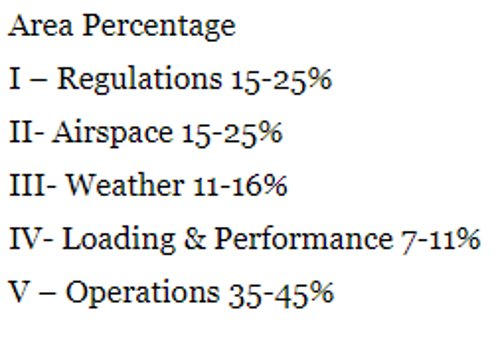 Area Percentage
I – Regulations 15-25%
II- Airspace 15-25%
III- Weather 11-16%
IV- Loading & Performance 7-11%
V – Operations 35-45%